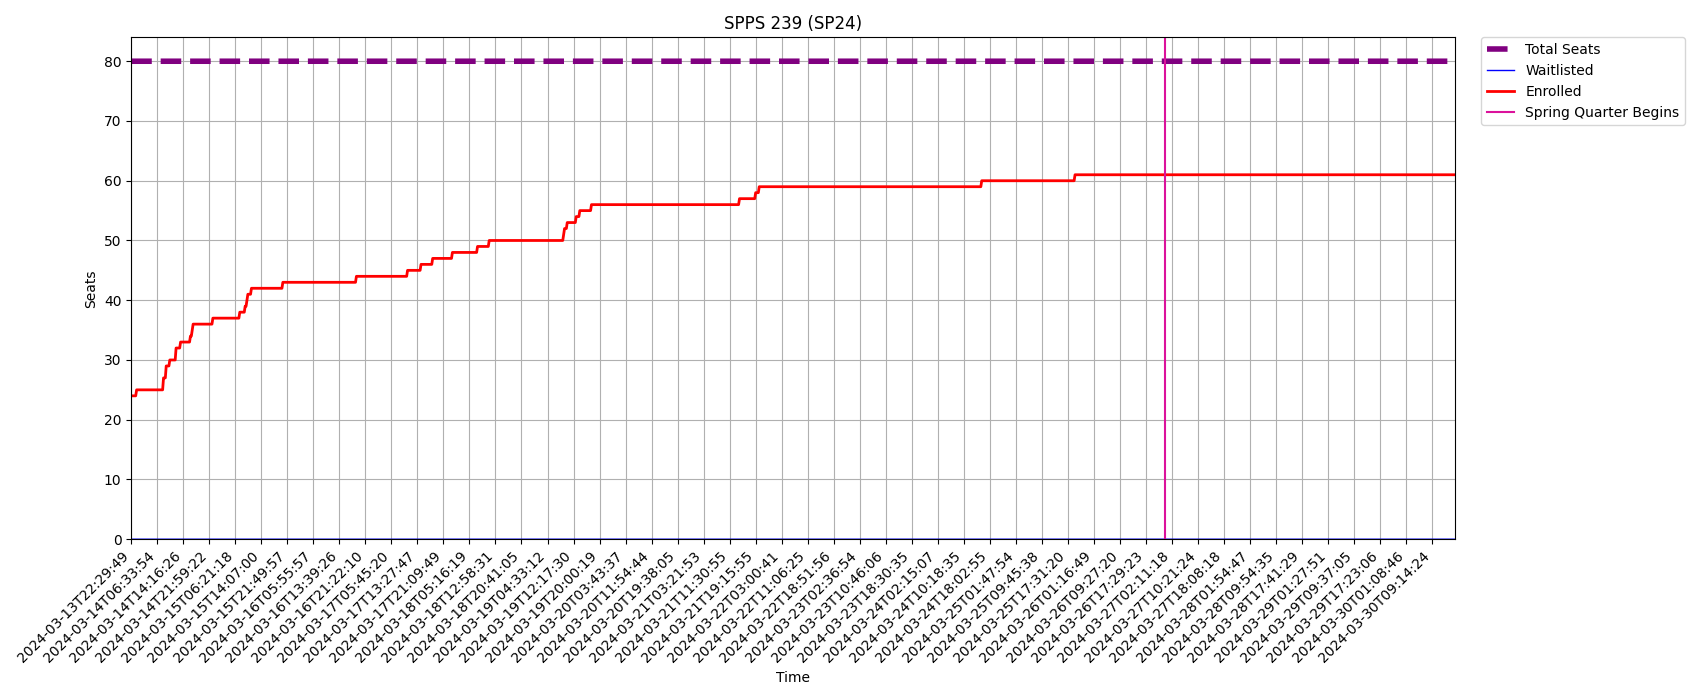 SPPS 239 (SP24)
Total Seats
Waitlisted
Enrolled
Spring Quarter Begins
80
70
60
50
40
30
20
10
0
Seats
2024-03-13T22:29:49
2024-03-14T06:33:54
2024-03-14T14:16:26
2024-03-14T21:59:22
2024-03-15T06:21:18
2024-03-15T14:07:00
2024-03-15T21:49:57
2024-03-16T05:55:57
2024-03-16T13:39:26
2024-03-16T21:22:10
2024-03-17T05:45:20
2024-03-17T13:27:47
2024-03-17T21:09:49
2024-03-18T05:16:19
2024-03-18T12:58:31
2024-03-18T20:41:05
2024-03-19T04:33:12
2024-03-19T12:17:30
2024-03-19T20:00:19
2024-03-20T03:43:37
2024-03-20T11:54:44
2024-03-20T19:38:05
2024-03-21T03:21:53
2024-03-21T11:30:55
2024-03-21T19:15:55
2024-03-22T03:00:41
2024-03-22T11:06:25
2024-03-22T18:51:56
2024-03-23T02:36:54
2024-03-23T10:46:06
2024-03-23T18:30:35
2024-03-24T02:15:07
2024-03-24T10:18:35
2024-03-24T18:02:55
2024-03-25T01:47:54
2024-03-25T09:45:38
2024-03-25T17:31:20
2024-03-26T01:16:49
2024-03-26T09:27:20
2024-03-26T17:29:23
2024-03-27T02:11:18
2024-03-27T10:21:24
2024-03-27T18:08:18
2024-03-28T01:54:47
2024-03-28T09:54:35
2024-03-28T17:41:29
2024-03-29T01:27:51
2024-03-29T09:37:05
2024-03-29T17:23:06
2024-03-30T01:08:46
2024-03-30T09:14:24
Time